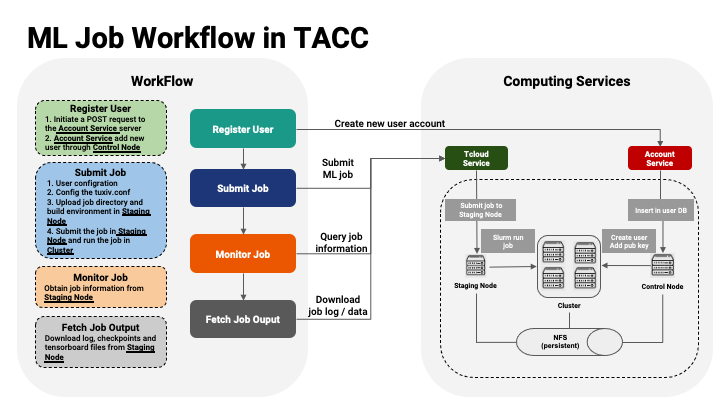 ML Job Workflow in TACC
WorkFlow
Register User
1. Initiate a POST request to
the Account Service server
2. Account Service add new
user through Control Node
Submit Job
1. User configration
2. Config the tuxiv.conf
3. Upload job directory and
build environment in Staging
Node
4. Submit the job in Staging
Node and run the job in
Cluster
Monitor Job
Obtain job information from
Staging Node
Fetch Job Output
Download log, checkpoints and
tensorboard files from Staging
Node
Register User
Submit Job
Monitor Job
Fetch Job Ouput
Create new user account
Submit
ML job
Query job
information
Download
job log / data
Computing Services
Tcloud
Service
Account
Service
Submit job to
Staging Node
Insert in user DB
Slurm run
job
Create user
Add pub key
Staging Node
Cluster
Control Node
NFS
(persistent)